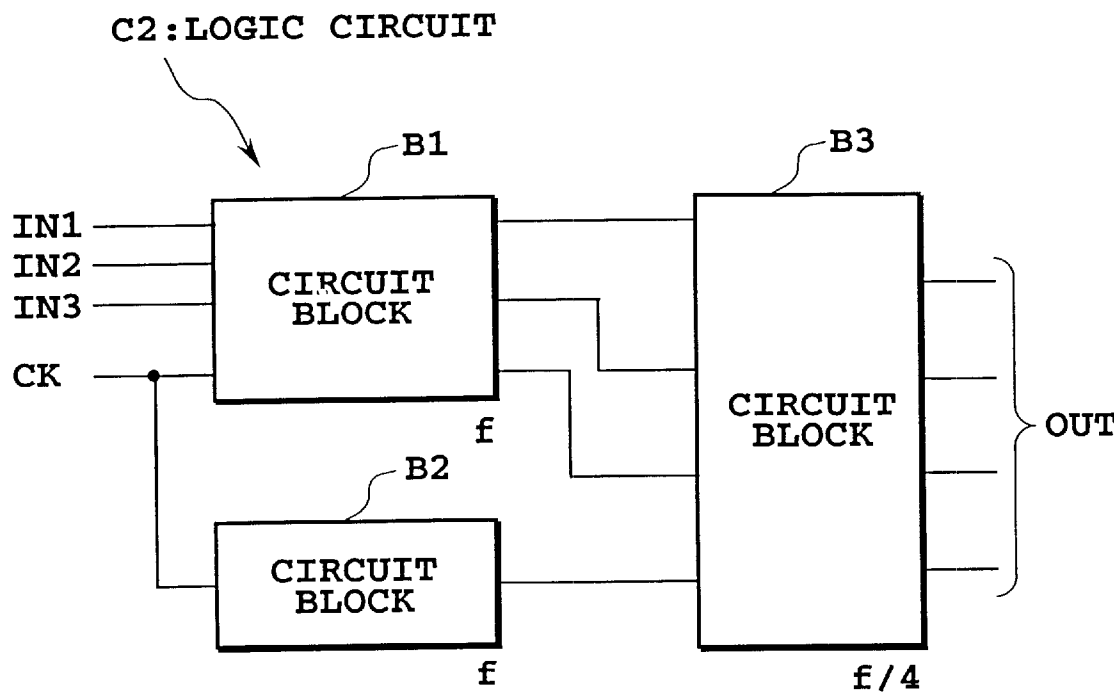 C2:LOGIC CIRCUIT
B1
B3
IN1
IN2
IN3
CK
CIRCUIT
BLOCK
f
CIRCUIT
BLOCK
OUT
B2
CIRCUIT
BLOCK
f
f/4